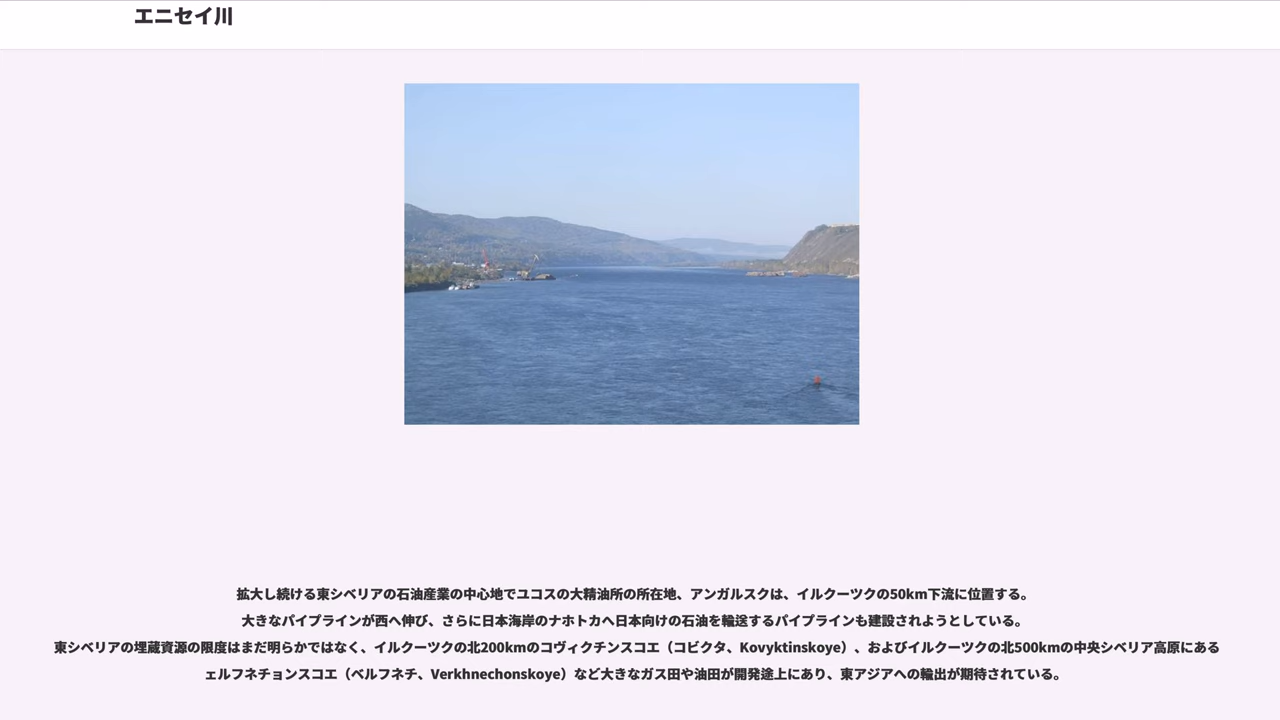 エニセイ川
拡大し続ける東シベリアの石油産業の中心地でユコスの大精油所の所在地、アンガルスクは、イルクーツクの50km下流に位置する。
大きなパイプラインが西へ伸び、さらに日本海岸のナホトカへ日本向けの石油を輸送するパイプラインも建設されようとしている。
東シベリアの埋蔵資源の限度はまだ明らかではなく、イルクーツクの北200kmのコヴィクチンスコエ（コビクタ、Kovyktinskoye）、およびイルクーツクの北500kmの中央シベリア高原にある
ェルフネチョンスコエ（ベルフネチ、Verkhnechonskoye）など大きなガス田や油田が開発途上にあり、東アジアへの輸出が期待されている。